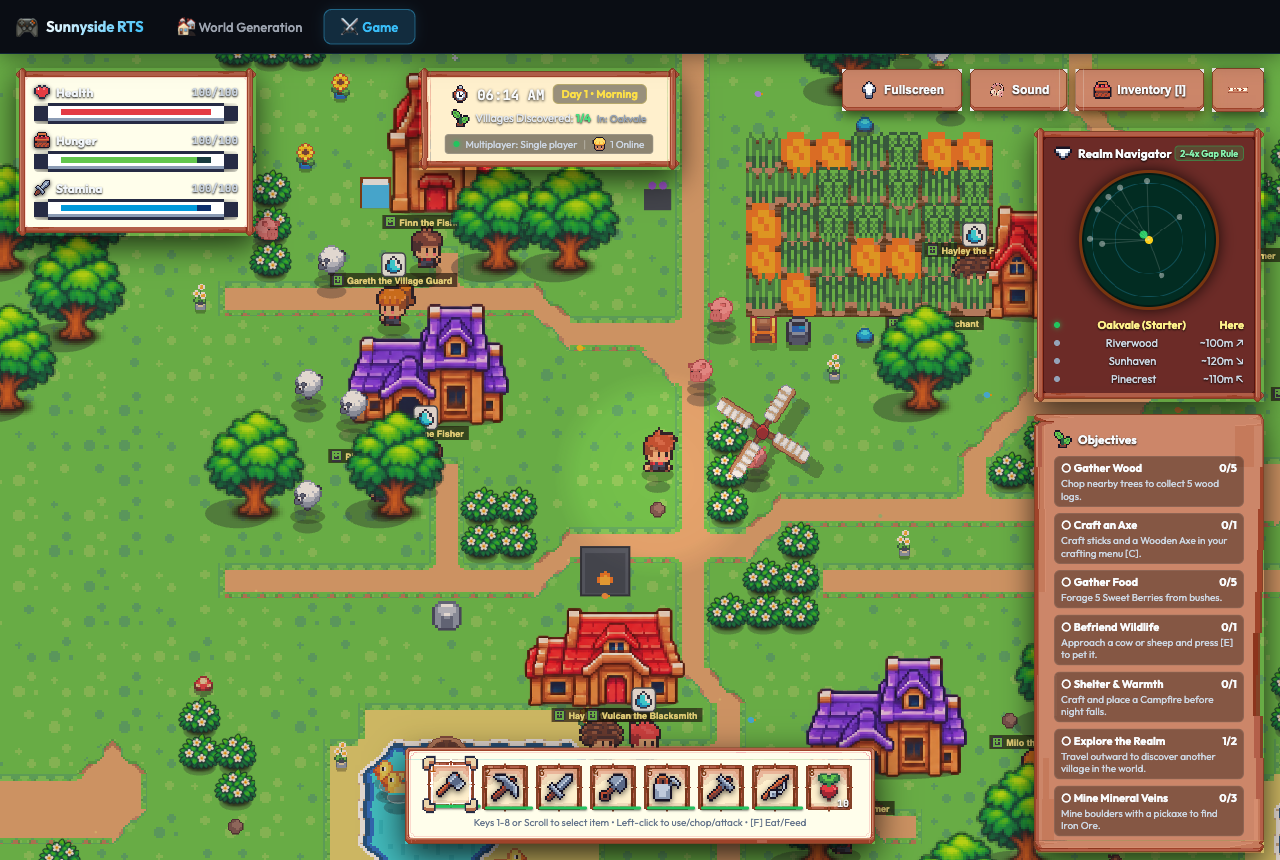 Sunnyside RTS
World Generation
Game
Health 100/100
Hunger 100/100
Stamina 100/100
06:14 AM Day 1 • Morning
Villages Discovered: 1/4 In: Oakvale
Multiplayer: Single player | 1 Online
Fullscreen
Sound
Inventory [I]
Realm Navigator 2-4x Gap Rule
Oakvale (Starter) Here
Riverwood ~100m ↗
Sunhaven ~120m ↘
Pinecrest ~110m ↖
Objectives
Gather Wood 0/5
Chop nearby trees to collect 5 wood
logs.
Craft an Axe 0/1
Craft sticks and a Wooden Axe in your
crafting menu [C].
Gather Food 0/5
Forage 5 Sweet Berries from bushes.
Befriend Wildlife 0/1
Approach a cow or sheep and press [E]
to pet it.
Shelter & Warmth 0/1
Craft and place a Campfire before
night falls.
Explore the Realm 1/2
Travel outward to discover another
village in the world.
Mine Mineral Veins 0/3
Mine boulders with a pickaxe to find
Iron Ore.
Finn the Fis
Gareth the Village Guard
Hayley the F
chant
mer
he Fisher
P
Hay
Vulcan the Blacksmith
Milo th
mer
10
Keys 1-8 or Scroll to select item • Left-click to use/chop/attack • [F] Eat/Feed